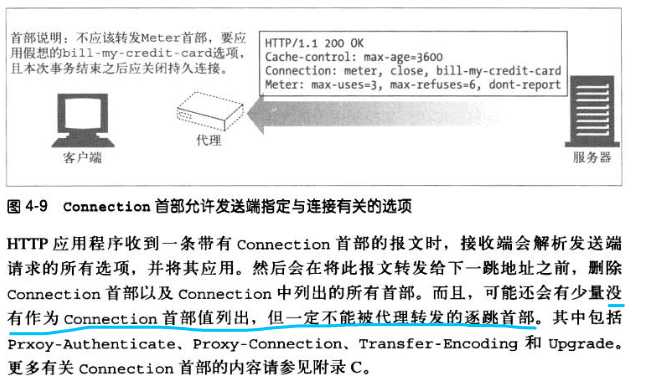 首部说明：不应该转发Meter首部，要应
用假想的bill-my-credit-card选项，
且本次事务结束之后应关闭持久连接。
HTTP/1.1 200 OK
Cache-control: max-age=3600
Connection: meter, close, bill-my-credit-card
Meter: max-uses=3, max-refuses=6, dont-report
客户端
代理
服务器
图 4-9 Connection 首部允许发送端指定与连接有关的选项
HTTP 应用程序收到一条带有 Connection 首部的报文时，接收端会解析发送端
请求的所有选项，并将其应用。然后会在将此报文转发给下一跳地址之前，删除
Connection 首部以及 Connection 中列出的所有首部。而且，可能还会有少量没
有作为 Connection 首部值列出，但一定不能被代理转发的逐跳首部。其中包括
Prxoy-Authenticate、Proxy-Connection、Transfer-Encoding 和 Upgrade。
更多有关 Connection 首部的内容请参见附录 C。